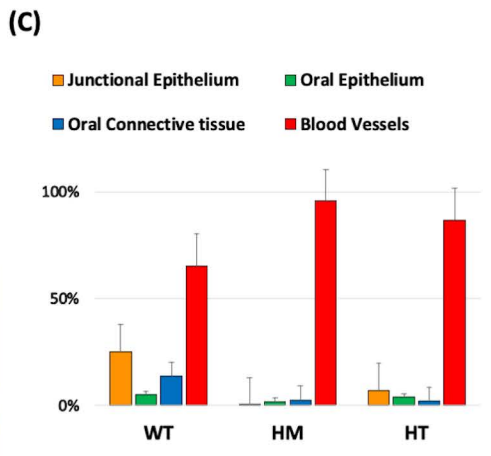 (C)
Junctional Epithelium Oral Epithelium
Oral Connective tissue Blood Vessels
100%
50%
0%
WT HM HT